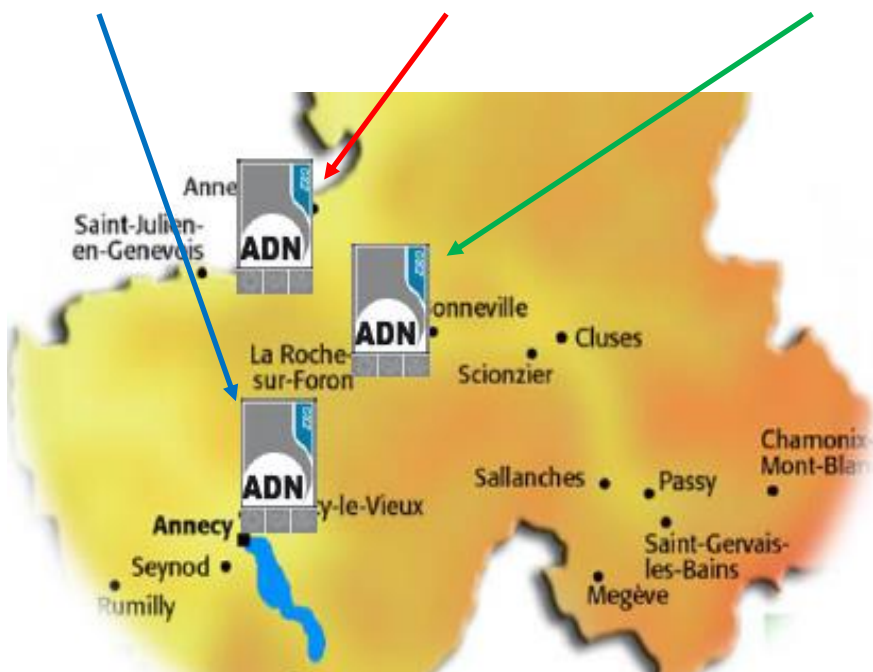 Anne
Saint-Julien-
en-Genevois
ADN
ADN
onneville
Cluses
La Roche-
sur-Foron
Scionzier
ADN
Chamonix-
Mont-Blan
Sallanches
Passy
y-le-Vieux
Annecy
Saint-Gervais-
les-Bains
Seynod
Megève
Rumilly